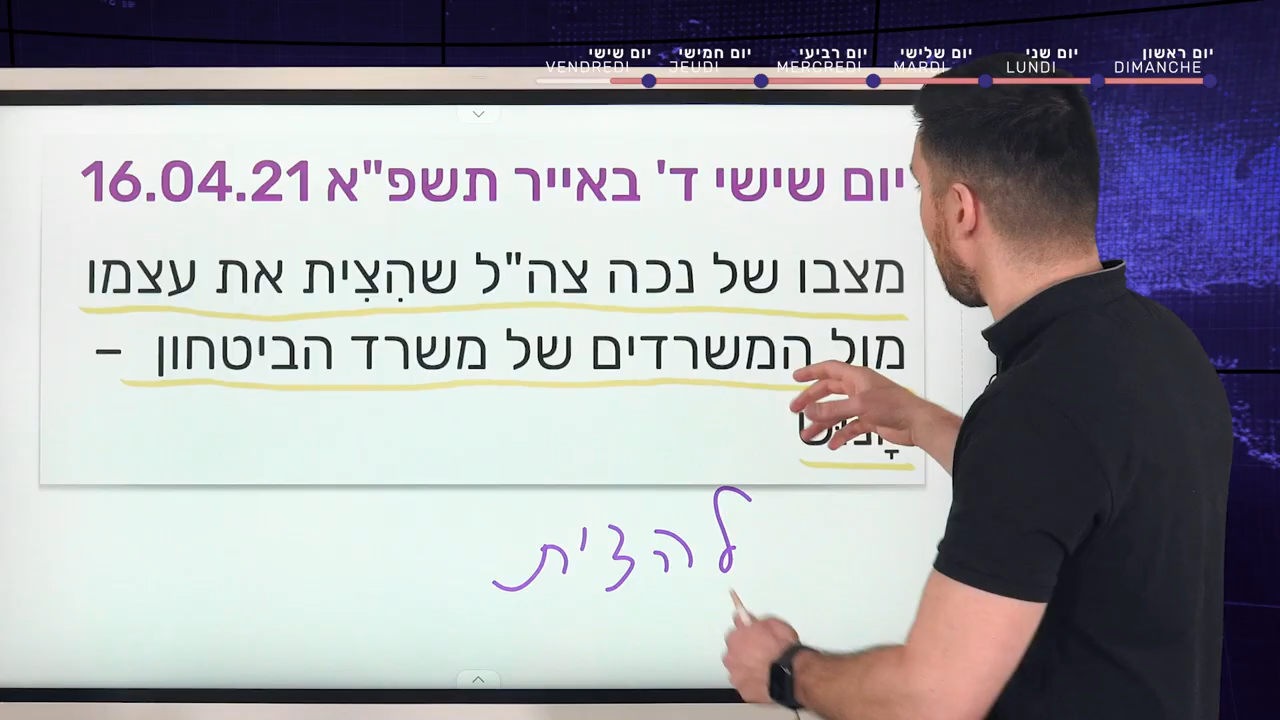 יום ראשון יום שני יום שלישי יום רביעי יום חמישי יום שישי
VENDREDI JEUDI MERCREDI MARDI LUNDI DIMANCHE
יום שישי ד' באייר תשפ"א 16.04.21
מצבו של נכה צה"ל שהִצִית את עצמו
מול המשרדים של משרד הביטחון –
להצית